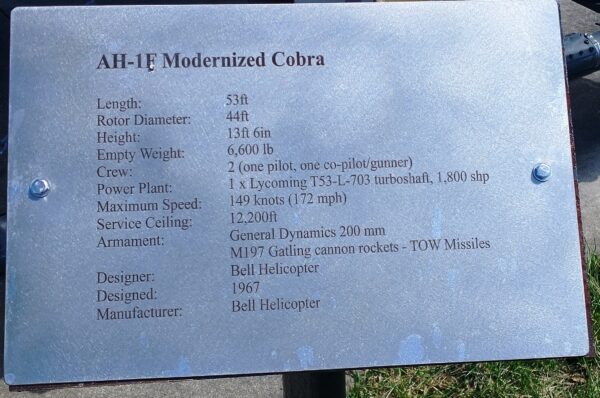 AH-1F Modernized Cobra
Length: 53ft
Rotor Diameter: 44ft
Height: 13ft 6in
Empty Weight: 6,600 lb
Crew: 2 (one pilot, one co-pilot/gunner)
Power Plant: 1 x Lycoming T53-L-703 turboshaft, 1,800 shp
Maximum Speed: 149 knots (172 mph)
Service Ceiling: 12,200ft
Armament: General Dynamics 200 mm
M197 Gatling cannon rockets - TOW Missiles
Designer: Bell Helicopter
Designed: 1967
Manufacturer: Bell Helicopter